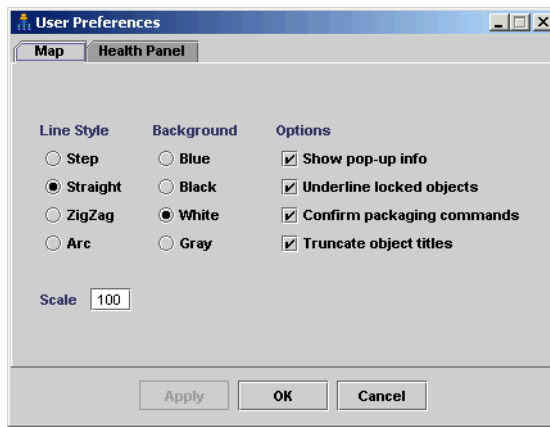 User Preferences
Map Health Panel
Line Style Background Options
Step Blue Show pop-up info
Straight Black Underline locked objects
ZigZag White Confirm packaging commands
Arc Gray Truncate object titles
Scale 100
Apply OK Cancel